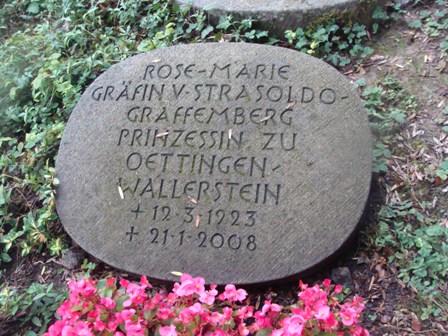 ROSE-MARIE
GRÄFIN V·STRASOLDO-
GRAFFEMBERG
PRINZESSIN ZU
OETTINGEN-
WALLERSTEIN
+ 12·3·1923
+ 21·1·2008